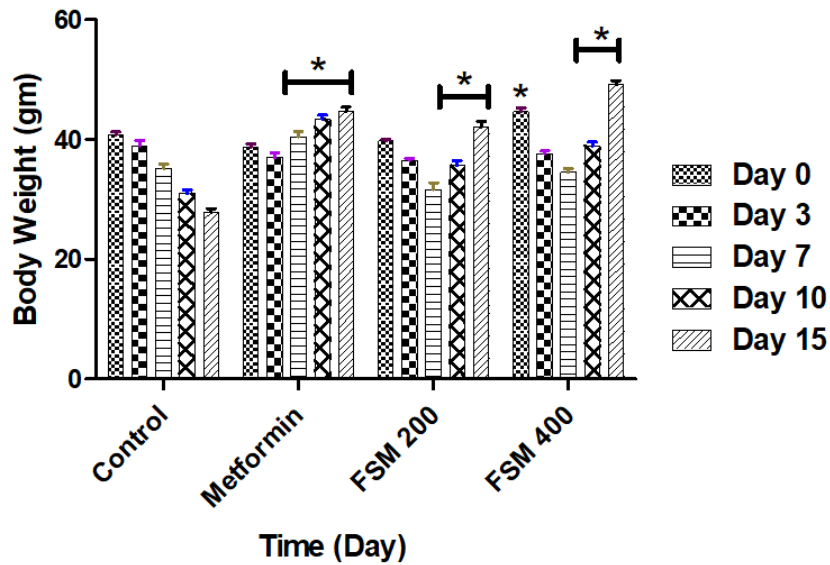 60
40
20
0
Body Weight (gm)
*
*
*
*
Control
Metformin
FSM 200
FSM 400
Time (Day)
Day 0
Day 3
Day 7
Day 10
Day 15